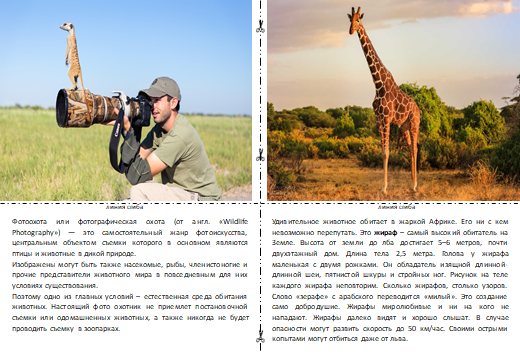 Canon
линия сгиба
Фотоохота или фотографическая охота (от англ. «Wildlife
Photography») — это самостоятельный жанр фотоискусства,
центральным объектом съемки которого в основном являются
птицы и животные в дикой природе.
Изображены могут быть также насекомые, рыбы, членистоногие и
прочие представители животного мира в повседневным для них
условиях существования.
Поэтому одно из главных условий – естественная среда обитания
животных. Настоящий фото охотник не приемлет постановочной
съемки или одомашненных животных, а также никогда не будет
проводить съемку в зоопарках.
линия сгиба
Удивительное животное обитает в жаркой Африке. Его ни с кем
невозможно перепутать. Это жираф – самый высокий обитатель на
Земле. Высота от земли до лба достигает 5–6 метров, почти
двухэтажный дом. Длина тела 2,5 метра. Голова у жирафа
маленькая с двумя рожками. Он обладатель изящной длинной-
длинной шеи, пятнистой шкуры и стройных ног. Рисунок на теле
каждого жирафа неповторим. Сколько жирафов, столько узоров.
Слово «зерафе» с арабского переводится «милый». Это создание
само добродушие. Жирафы миролюбивые и ни на кого не
нападают. Жирафы далеко видят и хорошо слышат. В случае
опасности могут развить скорость до 50 км/час. Своими острыми
копытами могут отбиться даже от льва.